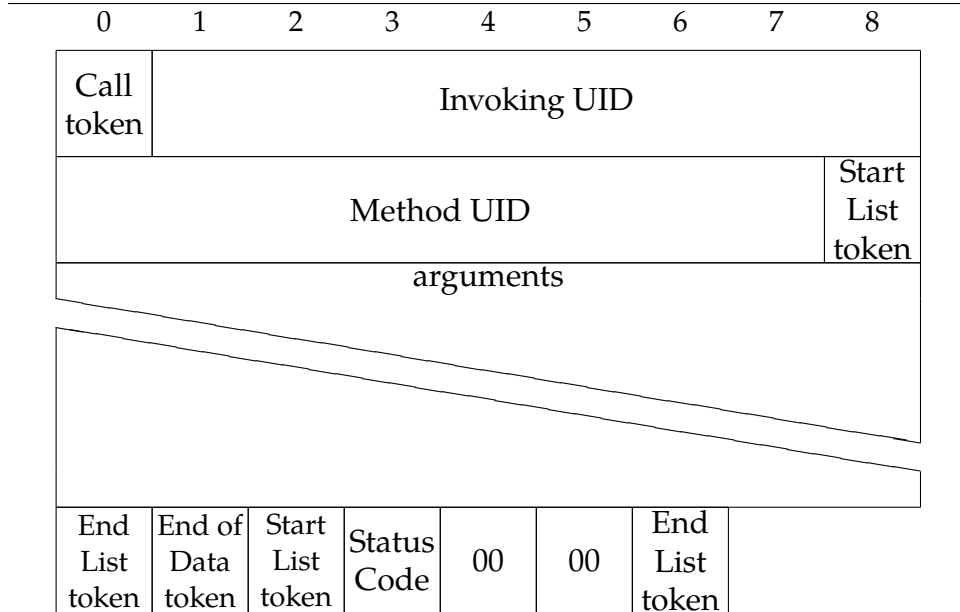 0 1 2 3 4 5 6 7 8
Call
token
Invoking UID
Method UID
Start
List
token
arguments
End
List
token
End of
Data
token
Start
List
token
Status
Code
00
00
End
List
token